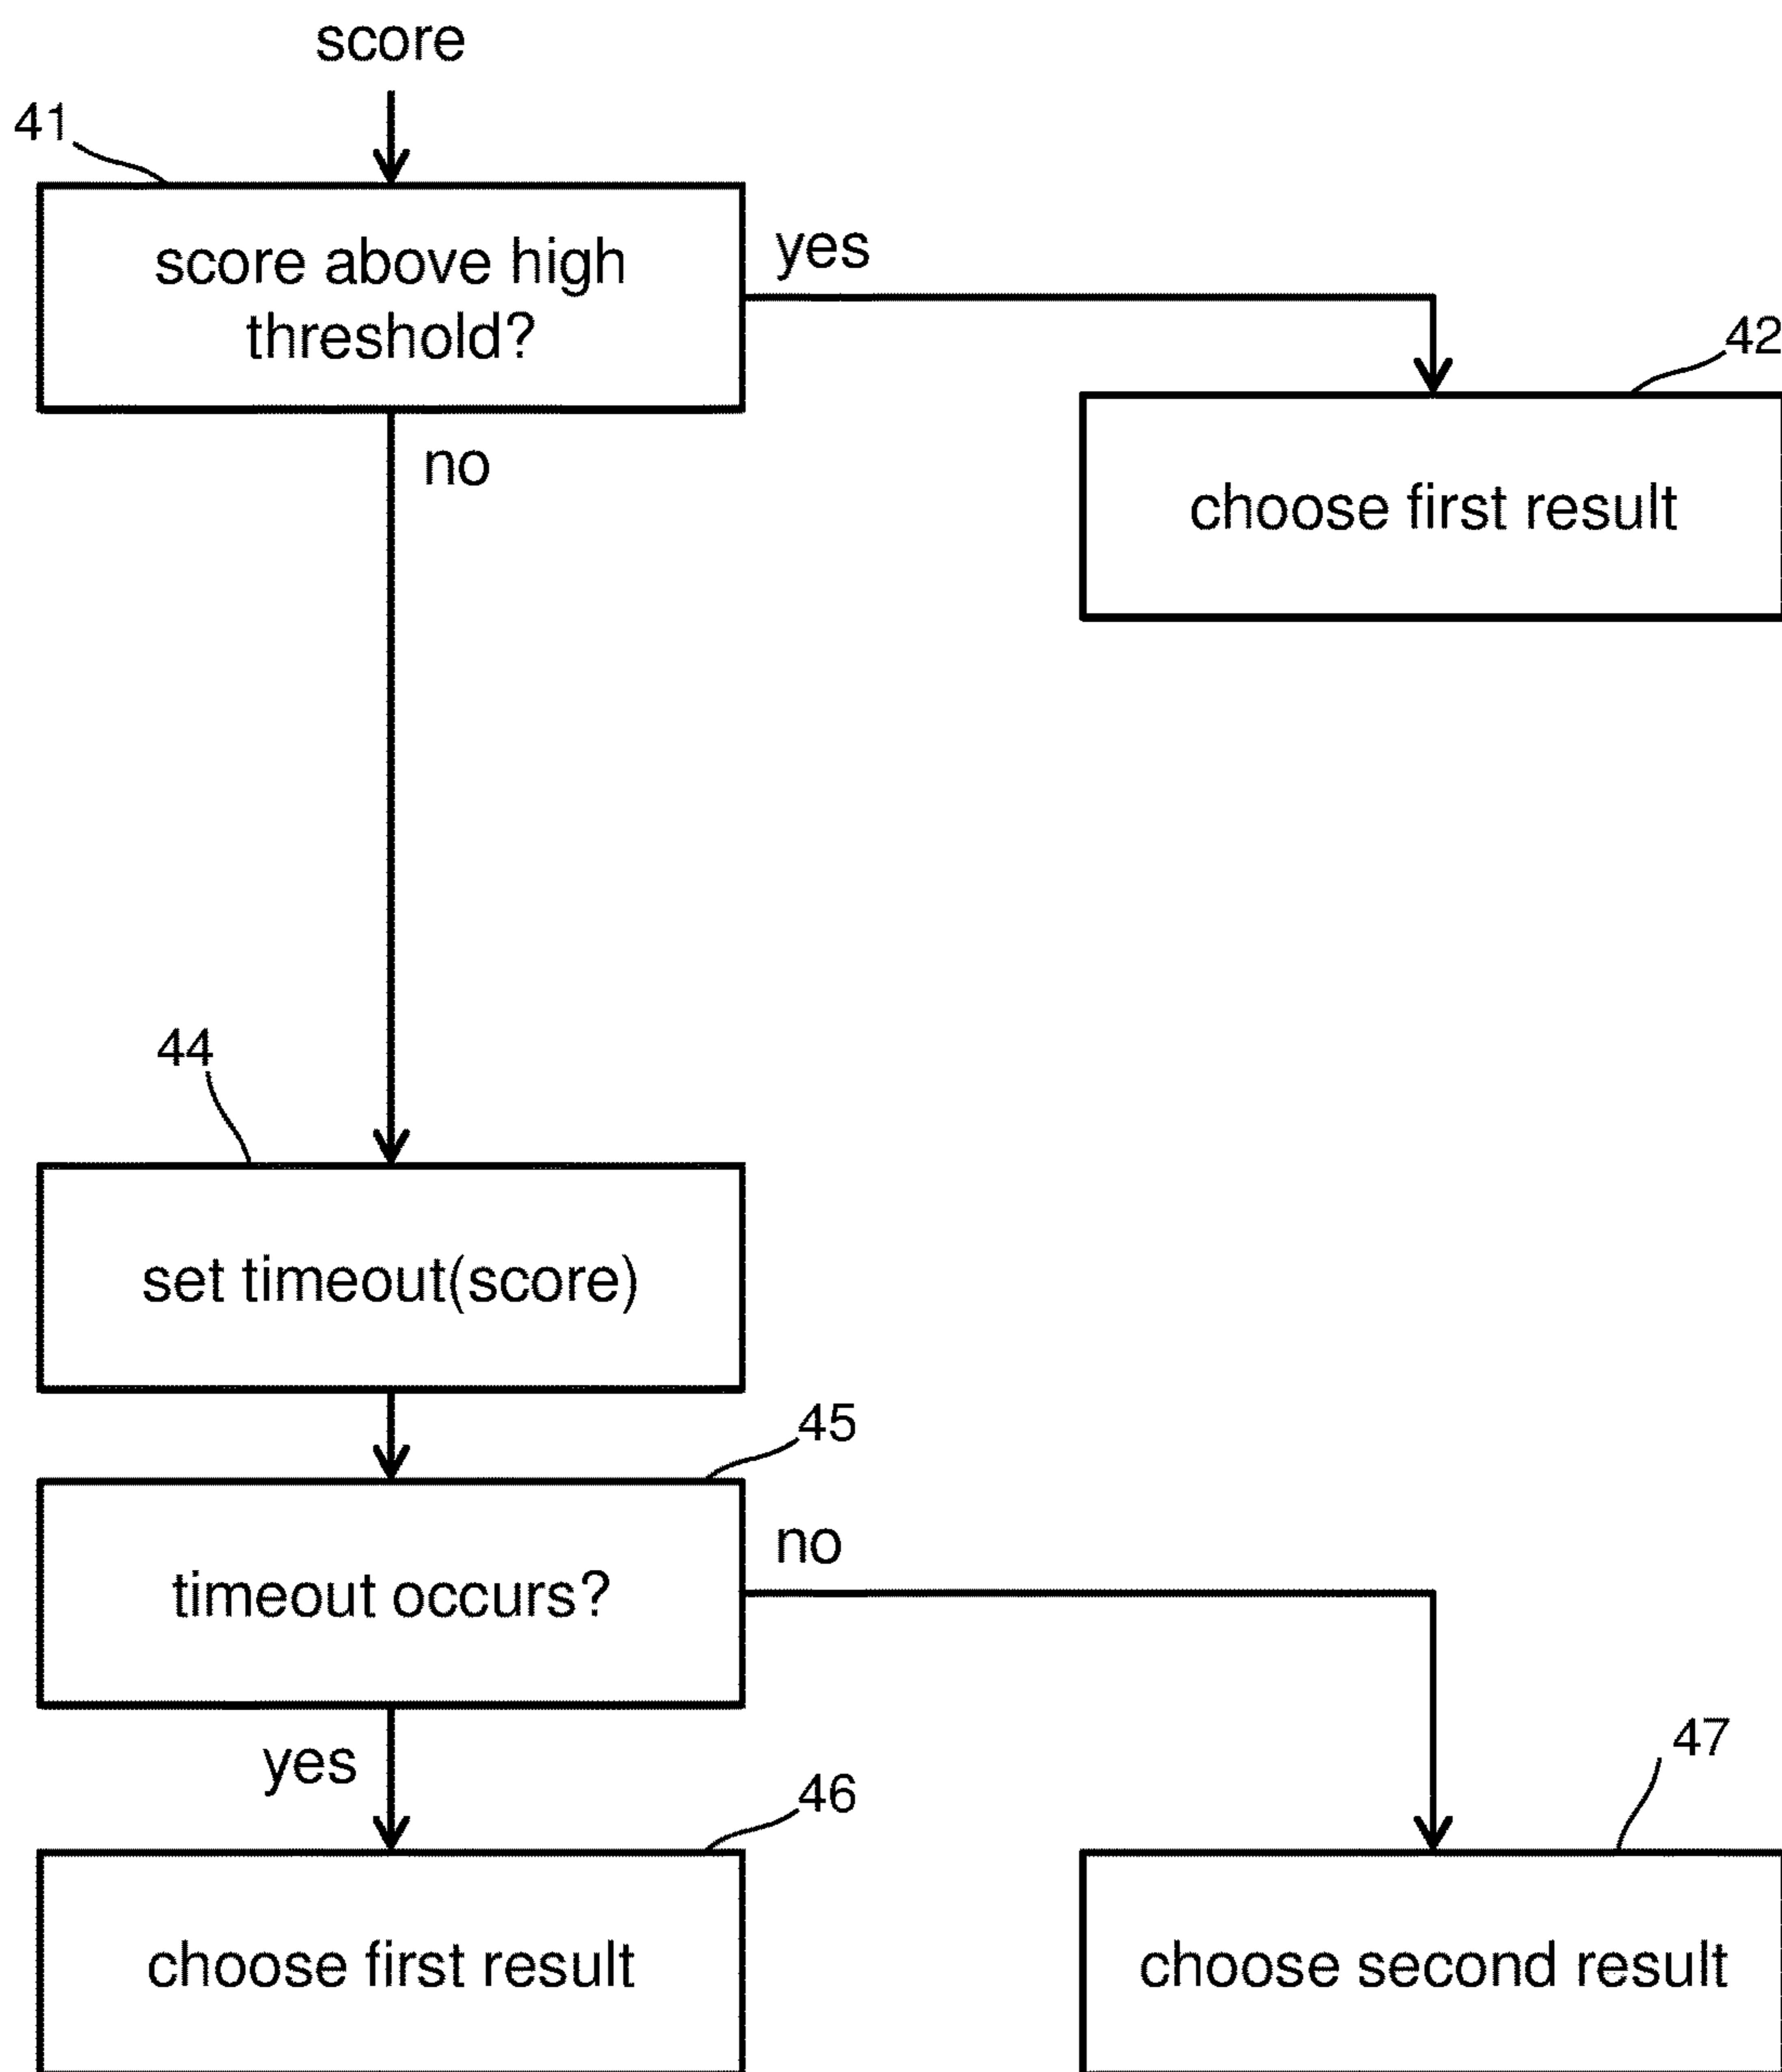 score
41
score above high
threshold?
yes
42
no
choose first result
44
set timeout(score)
45
timeout occurs?
no
yes
46
47
choose first result
choose second result